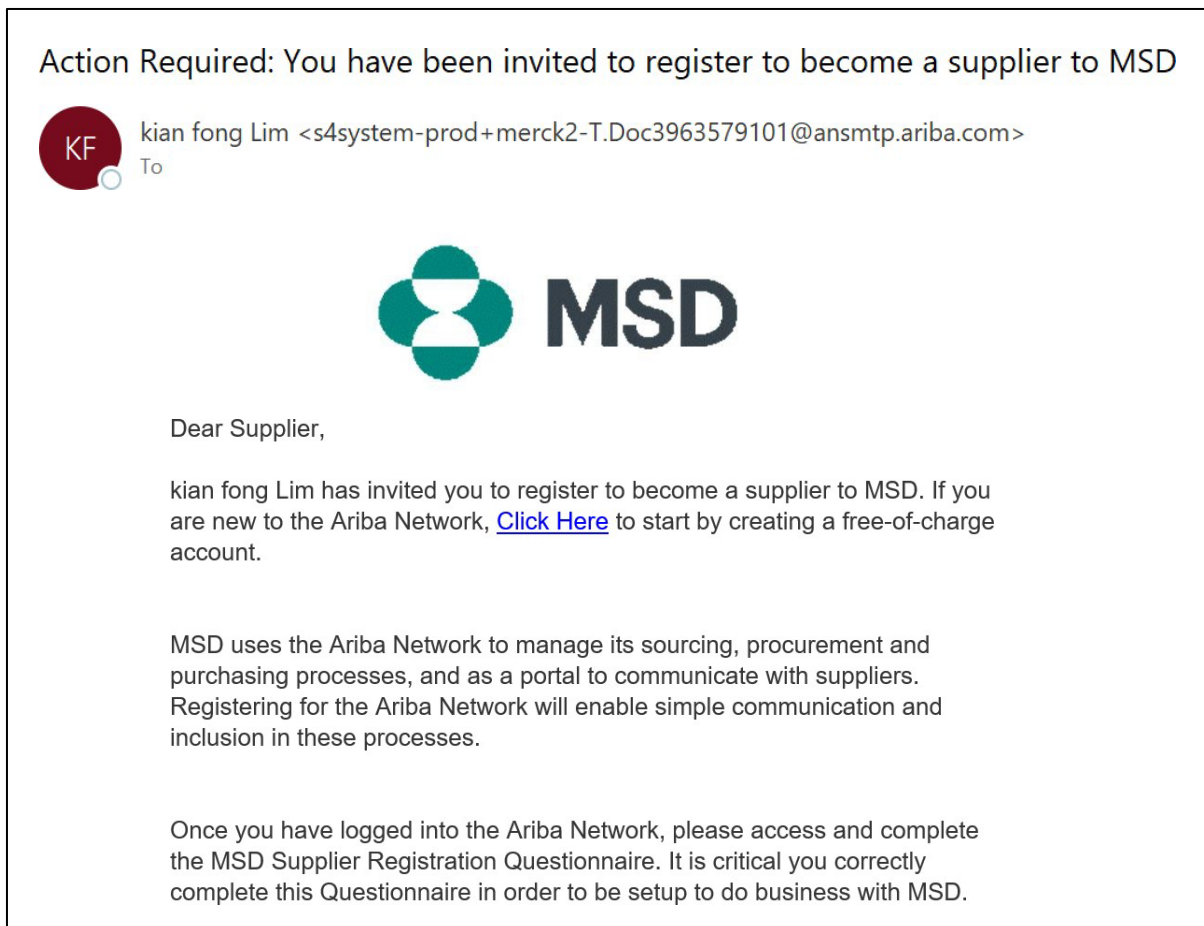 Action Required: You have been invited to register to become a supplier to MSD
KF
kian fong Lim <s4system-prod+merck2-T.Doc3963579101@ansmtp.ariba.com>
To
MSD
Dear Supplier,
kian fong Lim has invited you to register to become a supplier to MSD. If you
are new to the Ariba Network, Click Here to start by creating a free-of-charge
account.
MSD uses the Ariba Network to manage its sourcing, procurement and
purchasing processes, and as a portal to communicate with suppliers.
Registering for the Ariba Network will enable simple communication and
inclusion in these processes.
Once you have logged into the Ariba Network, please access and complete
the MSD Supplier Registration Questionnaire. It is critical you correctly
complete this Questionnaire in order to be setup to do business with MSD.